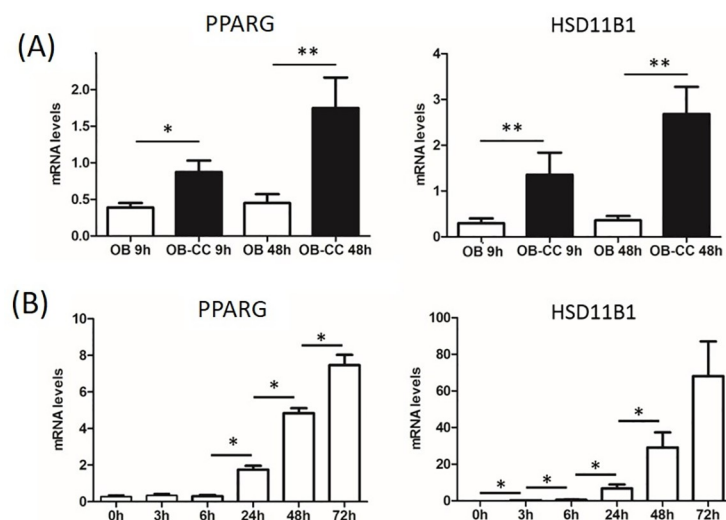 (A)
PPARG
HSD11B1
mRNA levels
2.0
1.5
1.0
0.5
0.0
*
**
OB 9h OB-CC 9h OB 48h OB-CC 48h
mRNA levels
4
3
2
1
0
**
**
OB 9h OB-CC 9h OB 48h OB-CC 48h
(B)
PPARG
HSD11B1
mRNA levels
10
8
6
4
2
0
*
*
*
0h 3h 6h 24h 48h 72h
mRNA levels
100
80
60
40
20
0
*
*
*
*
0h 3h 6h 24h 48h 72h